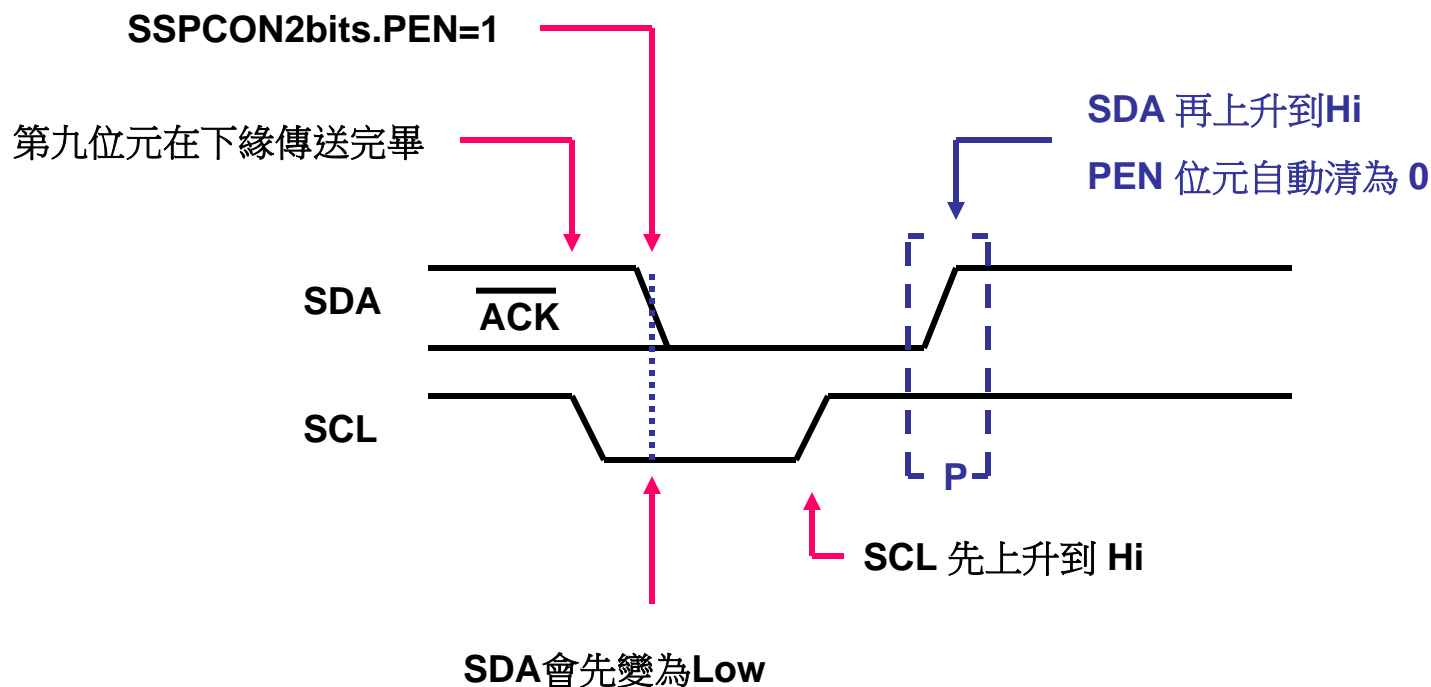 SSPCON2bits.PEN=1
第九位元在下緣傳送完畢
SDA 再上升到Hi
PEN 位元自動清為 0
SDA
ACK
SCL
P
SCL 先上升到 Hi
SDA會先變為Low